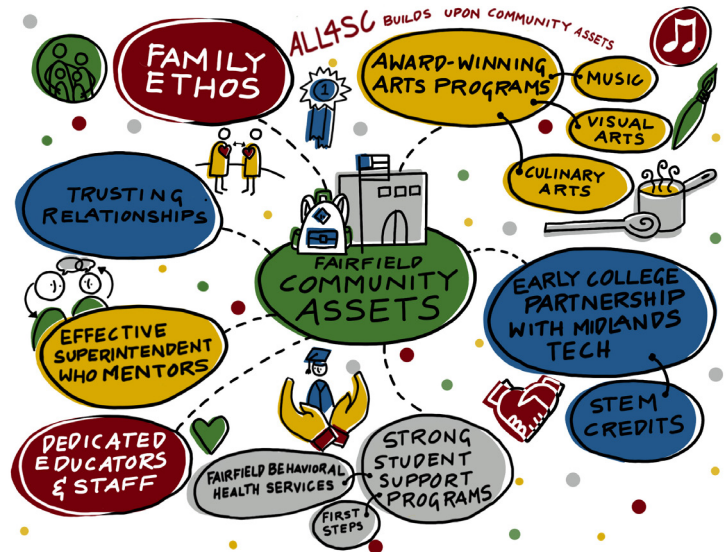 ALL4SC BUILDS UPON COMMUNITY ASSETS
FAMILY
ETHOS
1
AWARD-WINNING
ARTS PROGRAMS
MUSIC
VISUAL
ARTS
CULINARY
ARTS
TRUSTING
RELATIONSHIPS
FAIRFIELD
COMMUNITY
ASSETS
EARLY COLLEGE
PARTNERSHIP
WITH MIDLANDS
TECH
STEM
CREDITS
EFFECTIVE
SUPERINTENDENT
WHO MENTORS
DEDICATED
EDUCATORS
& STAFF
STRONG
STUDENT
SUPPORT
PROGRAMS
FAIRFIELD BEHAVIORAL
HEALTH SERVICES
FIRST
STEPS